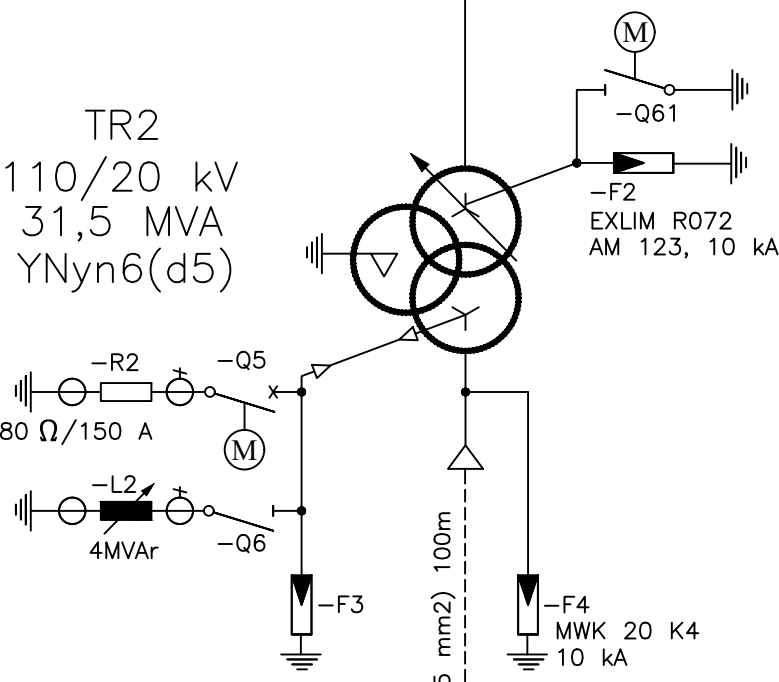 M
-Q61
TR2
110/20 kV
31,5 MVA
YNyn6(d5)
-F2
EXLIM R072
AM 123, 10 kA
-R2
-Q5
80 Ω/150 A
M
-L2
-Q6
4MVAr
-F3
mm2) 100m
-F4
MWK 20 K4
10 kA